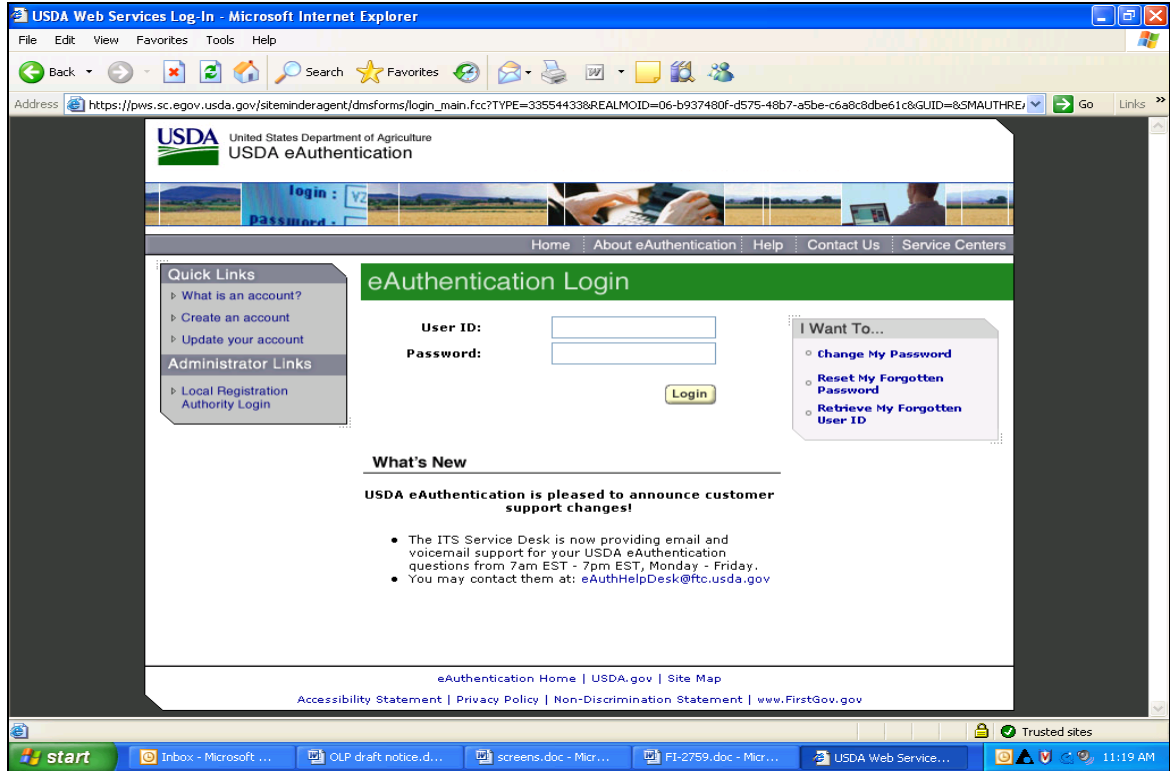 USDA Web Services Log-In - Microsoft Internet Explorer
File Edit View Favorites Tools Help
Back Search Favorites
Address https://pws.sc.egov.usda.gov/siteminderagent/dmsforms/login_main.fcc?TYPE=33554433&REALMOID=06-b937480f-d575-48b7-a5be-c6a8c8dbe61c&GUID=&SMAUTHREA Go Links »
USDA United States Department of Agriculture
USDA eAuthentication
login :
password :
Home About eAuthentication Help Contact Us Service Centers
Quick Links
What is an account?
Create an account
Update your account
Administrator Links
Local Registration
Authority Login
eAuthentication Login
User ID:
Password:
Login
I Want To...
Change My Password
Reset My Forgotten
Password
Retrieve My Forgotten
User ID
What's New
USDA eAuthentication is pleased to announce customer
support changes!
• The ITS Service Desk is now providing email and
voicemail support for your USDA eAuthentication
questions from 7am EST - 7pm EST, Monday - Friday.
• You may contact them at: eAuthHelpDesk@ftc.usda.gov
eAuthentication Home | USDA.gov | Site Map
Accessibility Statement | Privacy Policy | Non-Discrimination Statement | www.FirstGov.gov
Trusted sites
start Inbox - Microsoft ... OLP draft notice.d... screens.doc - Micr... FI-2759.doc - Micr... USDA Web Service... 11:19 AM